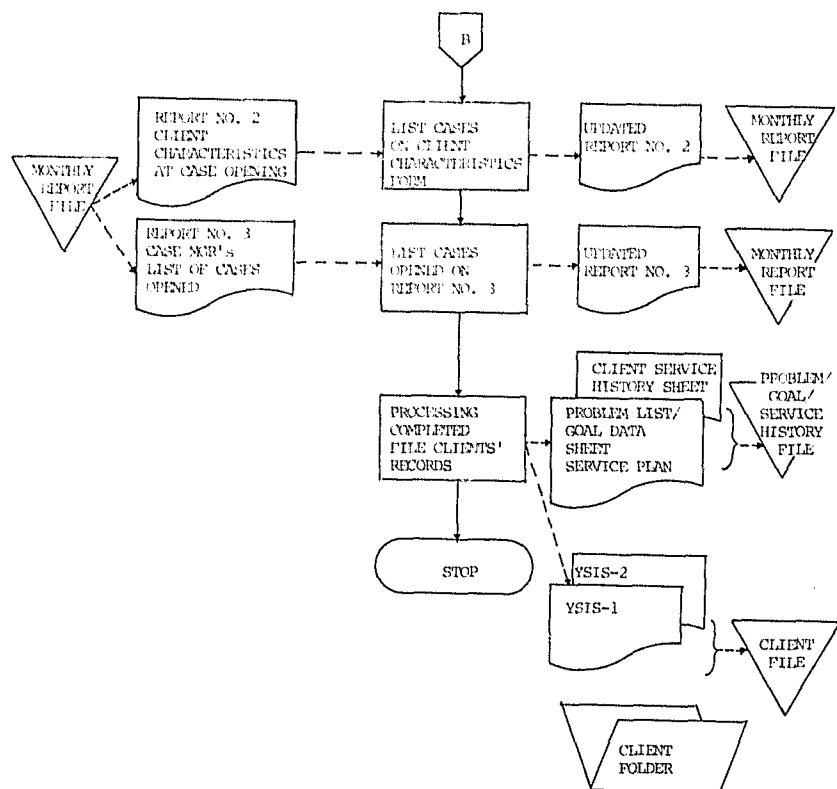 B
REPORT NO. 2
CLIENT
CHARACTERISTICS
AT CASE OPENING
LIST CASES
ON CLIENT
CHARACTERISTICS
FORM
UPDATED
REPORT NO. 2
MONTHLY
REPORT
FILE
MONTHLY
REPORT
FILE
REPORT NO. 3
CASE MGR's
LIST OF CASES
OPENED
LIST CASES
OPENED ON
REPORT NO. 3
UPDATED
REPORT NO. 3
MONTHLY
REPORT
FILE
PROCESSING
COMPLETED
FILE CLIENTS'
RECORDS
CLIENT SERVICE
HISTORY SHEET
PROBLEM LIST/
GOAL DATA
SHEET
SERVICE PLAN
PROBLEM/
GOAL/
SERVICE
HISTORY
FILE
STOP
YSIS-2
YSIS-1
CLIENT
FILE
CLIENT
FOLDER